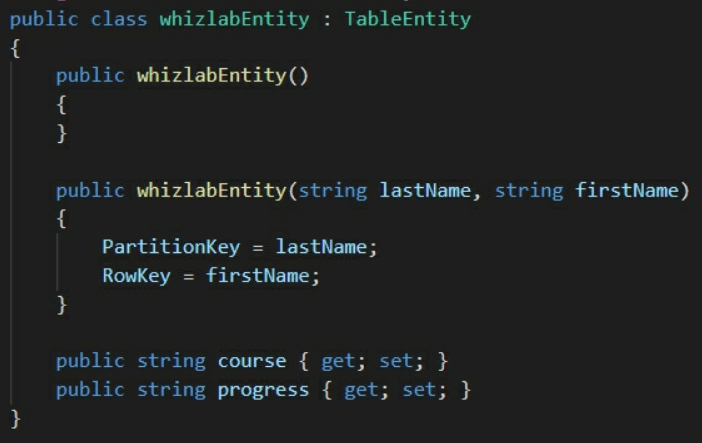 public class whizlabEntity : TableEntity
{
public whizlabEntity()
{
}
public whizlabEntity(string lastName, string firstName)
{
PartitionKey = lastName;
RowKey = firstName;
}
public string course { get; set; }
public string progress { get; set; }
}